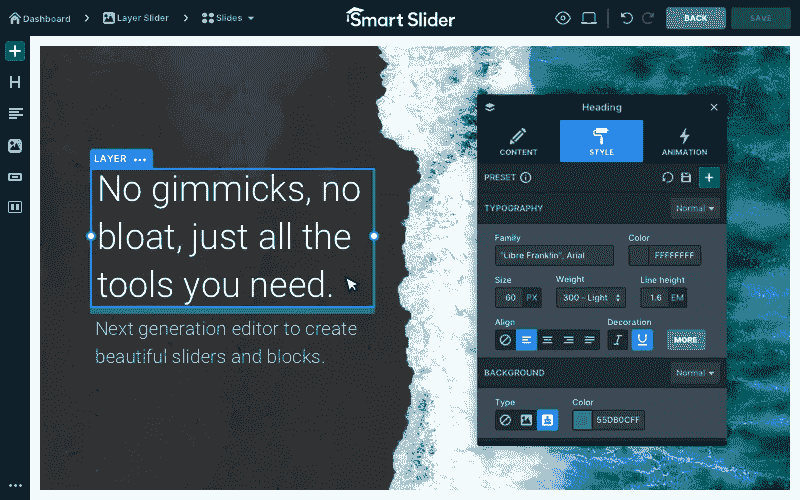 Dashboard
Layer Slider
Slides
Smart Slider
BACK
SAVE
LAYER
No gimmicks, no
bloat, just all the
tools you need.
Next generation editor to create
beautiful sliders and blocks.
Heading
CONTENT
STYLE
ANIMATION
PRESET
TYPOGRAPHY
Normal
Family
Color
"Libre Franklin", Arial
FFFFFFFF
Size
Weight
Line height
60 PX
300 - Light
1.6 EM
Align
Decoration
MORE
BACKGROUND
Normal
Type
Color
55DB0CFF